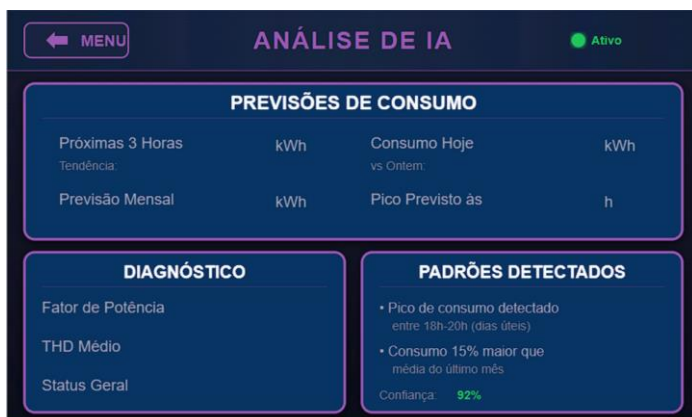 MENU
ANÁLISE DE IA
Ativo
PREVISÕES DE CONSUMO
Próximas 3 Horas kWh Consumo Hoje kWh
Tendência: vs Ontem:
Previsão Mensal kWh Pico Previsto às h
DIAGNÓSTICO
Fator de Potência
THD Médio
Status Geral
PADRÕES DETECTADOS
• Pico de consumo detectado
entre 18h-20h (dias úteis)
• Consumo 15% maior que
média do último mês
Confiança: 92%